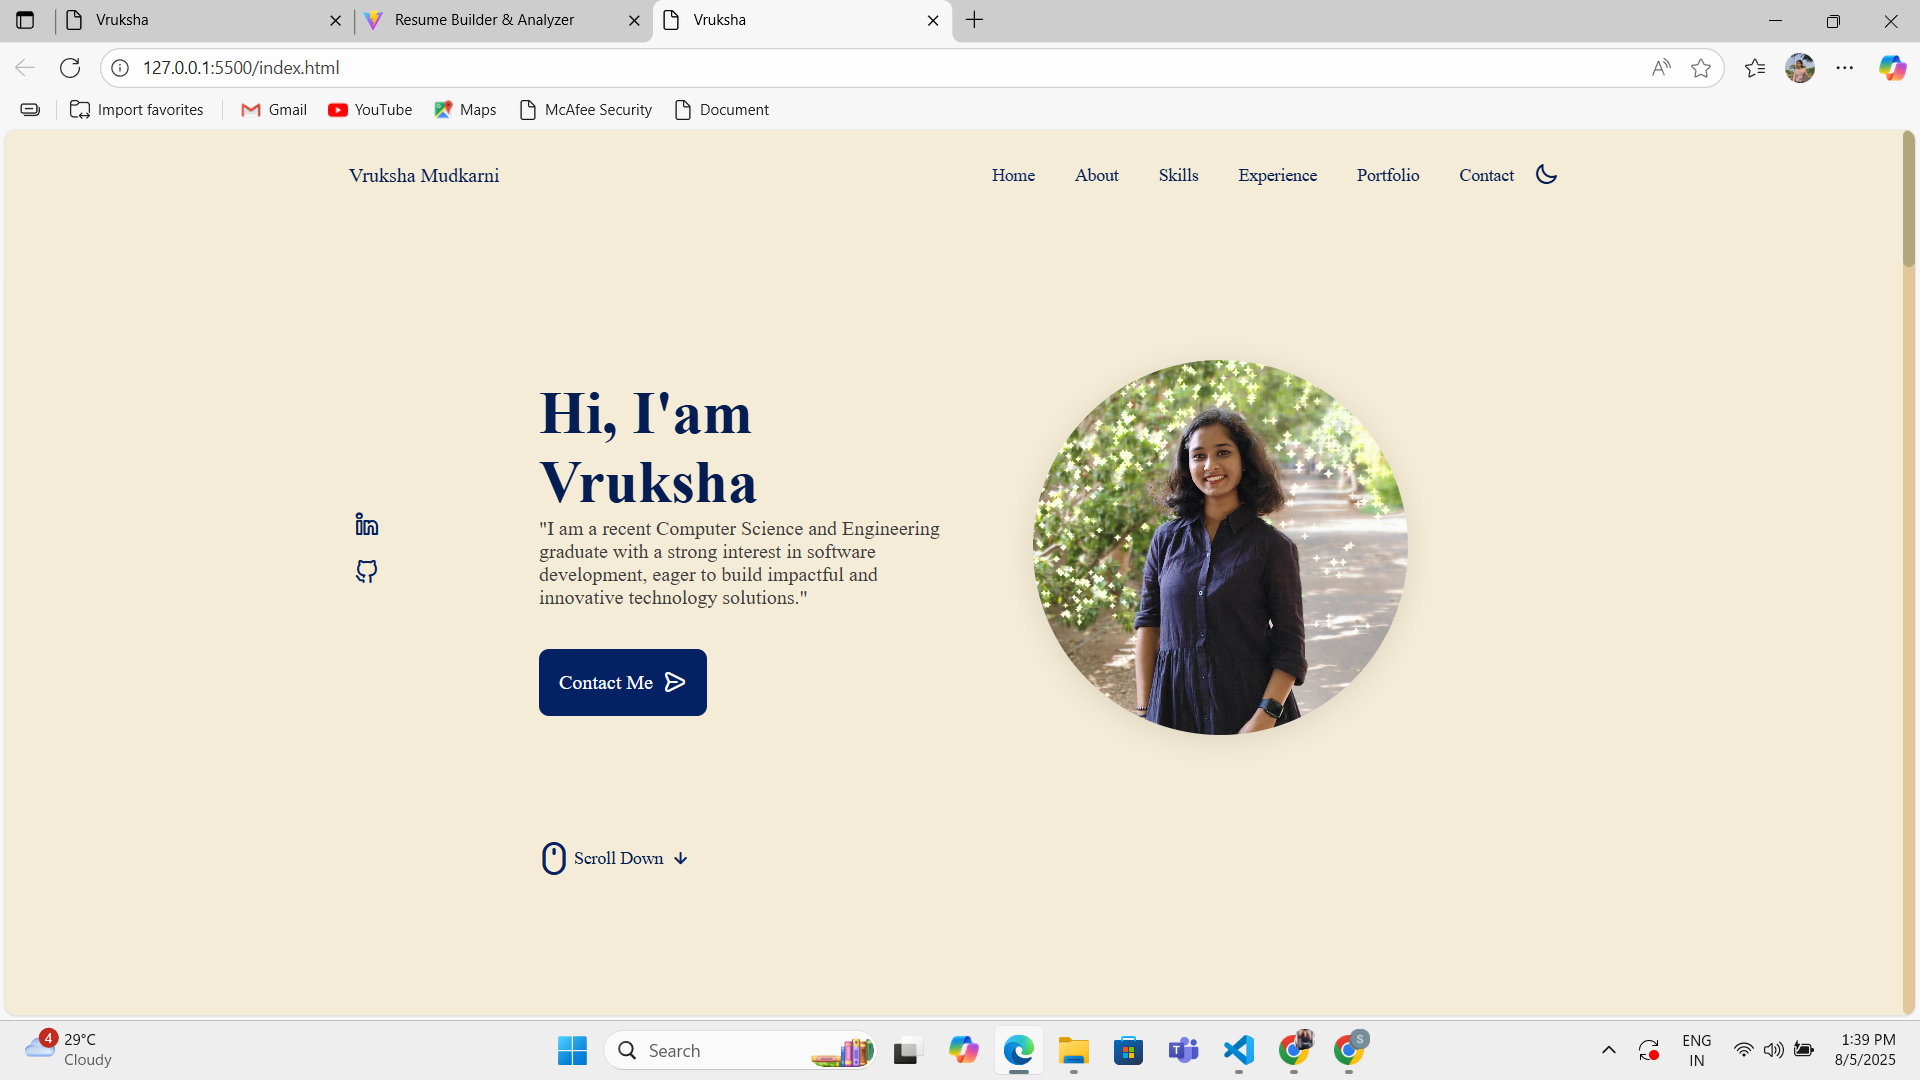 Vruksha
Resume Builder & Analyzer
Vruksha
127.0.0.1:5500/index.html
Import favorites
Gmail
YouTube
Maps
McAfee Security
Document
Vruksha Mudkarni
Home
About
Skills
Experience
Portfolio
Contact
Hi, I'am
Vruksha
"I am a recent Computer Science and Engineering
graduate with a strong interest in software
development, eager to build impactful and
innovative technology solutions."
Contact Me
Scroll Down
4
29°C
Cloudy
Search
S
ENG
IN
1:39 PM
8/5/2025